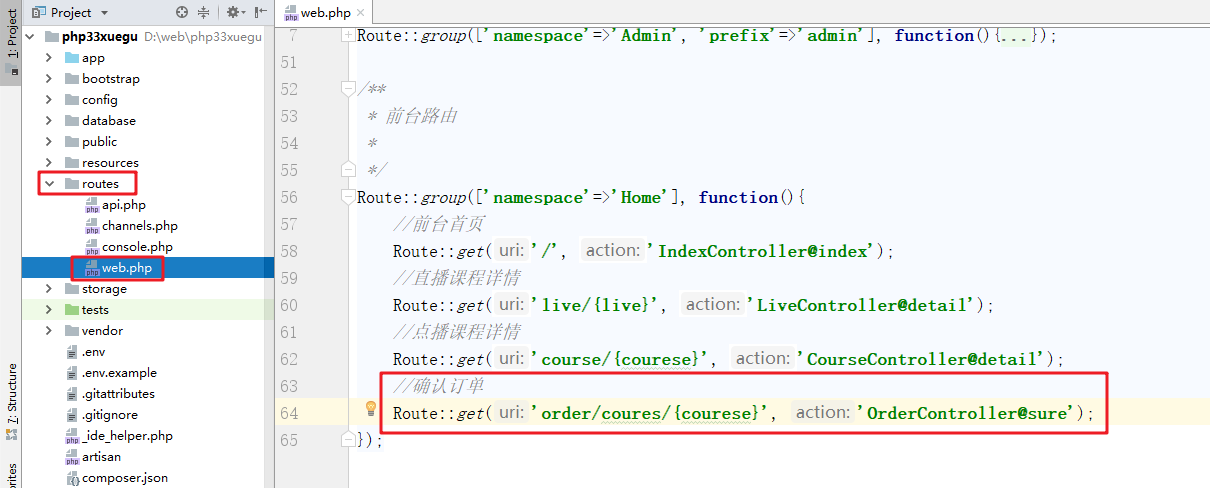 Project
web.php
1: Project
php33xuegu D:\web\php33xuegu
app
bootstrap
config
database
public
resources
routes
api.php
channels.php
console.php
web.php
storage
tests
vendor
.env
.env.example
.gitattributes
.gitignore
_ide_helper.php
artisan
composer.json
7: Structure
rites
7 Route::group(['namespace'=>'Admin', 'prefix'=>'admin'], function(){...});
51
52 /**
53 * 前台路由
54 *
55 */
56 Route::group(['namespace'=>'Home'], function(){
57 //前台首页
58 Route::get( uri: '/', action: 'IndexController@index');
59 //直播课程详情
60 Route::get( uri: 'live/{live}', action: 'LiveController@detail');
61 //点播课程详情
62 Route::get( uri: 'course/{courese}', action: 'CourseController@detail');
63 //确认订单
64 Route::get( uri: 'order/coures/{courese}', action: 'OrderController@sure');
65 });